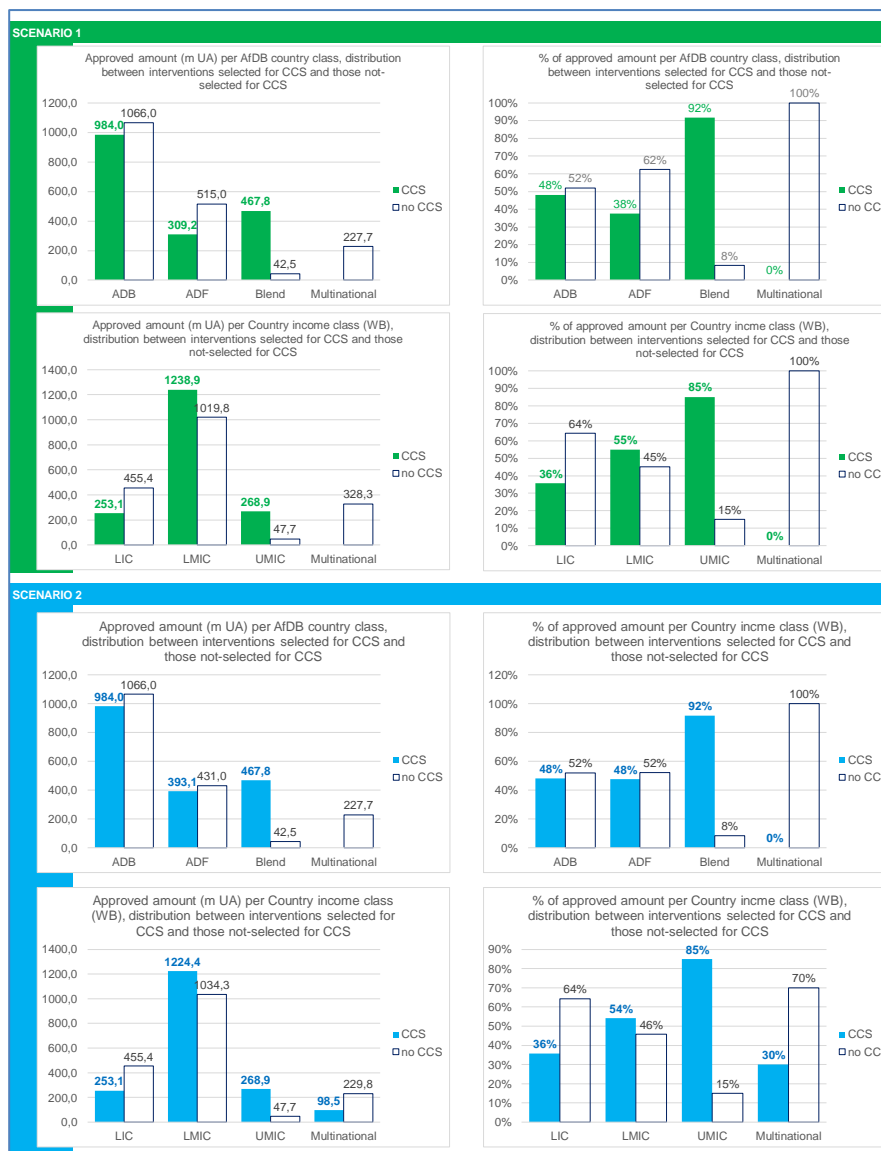 SCENARIO 1
Approved amount (m UA) per AfDB country class, distribution
between interventions selected for CCS and those not-
selected for CCS
1200,0
1000,0
800,0
600,0
400,0
200,0
0,0
984,0
1066,0
309,2
515,0
467,8
42,5
227,7
ADB
ADF
Blend
Multinational
CCS
no CCS
% of approved amount per AfDB country class, distribution
between interventions selected for CCS and those not-
selected for CCS
100%
90%
80%
70%
60%
50%
40%
30%
20%
10%
0%
48%
52%
38%
62%
92%
8%
0%
100%
ADB
ADF
Blend
Multinational
CCS
no CCS
Approved amount (m UA) per Country income class (WB),
distribution between interventions selected for CCS and those
not-selected for CCS
1400,0
1200,0
1000,0
800,0
600,0
400,0
200,0
0,0
253,1
455,4
1238,9
1019,8
268,9
47,7
328,3
LIC
LMIC
UMIC
Multinational
CCS
no CCS
% of approved amount per Country incme class (WB),
distribution between interventions selected for CCS and those
not-selected for CCS
100%
90%
80%
70%
60%
50%
40%
30%
20%
10%
0%
36%
64%
55%
45%
85%
15%
0%
100%
LIC
LMIC
UMIC
Multinational
CCS
no CCS
SCENARIO 2
Approved amount (m UA) per AfDB country class,
distribution between interventions selected for CCS and
those not-selected for CCS
1200,0
1000,0
800,0
600,0
400,0
200,0
0,0
984,0
1066,0
393,1
431,0
467,8
42,5
227,7
ADB
ADF
Blend
Multinational
CCS
no CCS
% of approved amount per Country incme class (WB),
distribution between interventions selected for CCS and
those not-selected for CCS
120%
100%
80%
60%
40%
20%
0%
48%
52%
48%
52%
92%
8%
0%
100%
ADB
ADF
Blend
Multinational
CCS
no CCS
Approved amount (m UA) per Country income class
(WB), distribution between interventions selected for
CCS and those not-selected for CCS
1400,0
1200,0
1000,0
800,0
600,0
400,0
200,0
0,0
253,1
455,4
1224,4
1034,3
268,9
47,7
98,5
229,8
LIC
LMIC
UMIC
Multinational
CCS
no CCS
% of approved amount per Country incme class (WB),
distribution between interventions selected for CCS and
those not-selected for CCS
90%
80%
70%
60%
50%
40%
30%
20%
10%
0%
36%
64%
54%
46%
85%
15%
30%
70%
LIC
LMIC
UMIC
Multinational
CCS
no CCS